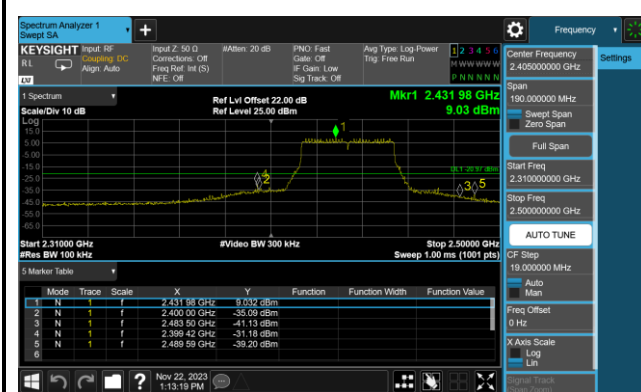 Spectrum Analyzer 1
Swept SA
+
Frequency
KEYSIGHT Input: RF
RL Coupling: DC
Align: Auto
LXI
Input Z: 50 Ω
Corrections: Off
Freq Ref: Int (S)
NFE: Off
#Atten: 20 dB
PNO: Fast
Gate: Off
IF Gain: Low
Sig Track: Off
Avg Type: Log-Power
Trig: Free Run
1 2 3 4 5 6
M W W W W W
P N N N N N
1 Spectrum
Scale/Div 10 dB
Ref Lvl Offset 22.00 dB
Ref Level 25.00 dBm
Mkr1 2.431 98 GHz
9.03 dBm
Log
15.0
5.00
-5.00
-15.0
-25.0
-35.0
-45.0
-55.0
-65.0
1
2
3
4
5
DL1 -20.97 dBm
Start 2.31000 GHz
#Res BW 100 kHz
#Video BW 300 kHz
Stop 2.50000 GHz
Sweep 1.00 ms (1001 pts)
5 Marker Table
Mode Trace Scale X Y Function Function Width Function Value
1 N 1 f 2.431 98 GHz 9.032 dBm
2 N 1 f 2.400 00 GHz -35.09 dBm
3 N 1 f 2.483 50 GHz -41.13 dBm
4 N 1 f 2.399 42 GHz -31.18 dBm
5 N 1 f 2.489 59 GHz -39.20 dBm
6
?
Nov 22, 2023
1:13:19 PM
Center Frequency
2.405000000 GHz
Settings
Span
190.000000 MHz
Swept Span
Zero Span
Full Span
Start Freq
2.310000000 GHz
Stop Freq
2.500000000 GHz
AUTO TUNE
CF Step
19.000000 MHz
Auto
Man
Freq Offset
0 Hz
X Axis Scale
Log
Lin
Signal Track
(Span Zoom)